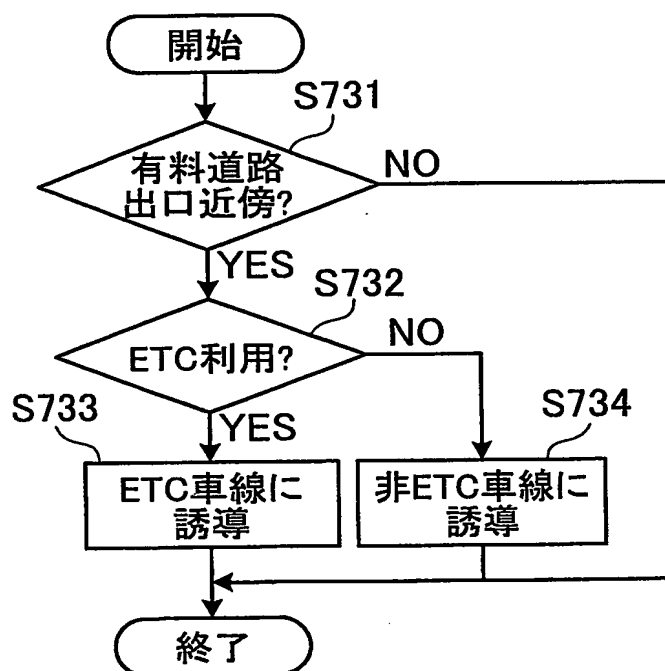 開始
S731
有料道路
出口近傍?
NO
YES
S732
ETC利用?
NO
S733
YES
S734
ETC車線に
誘導
非ETC車線に
誘導
終了